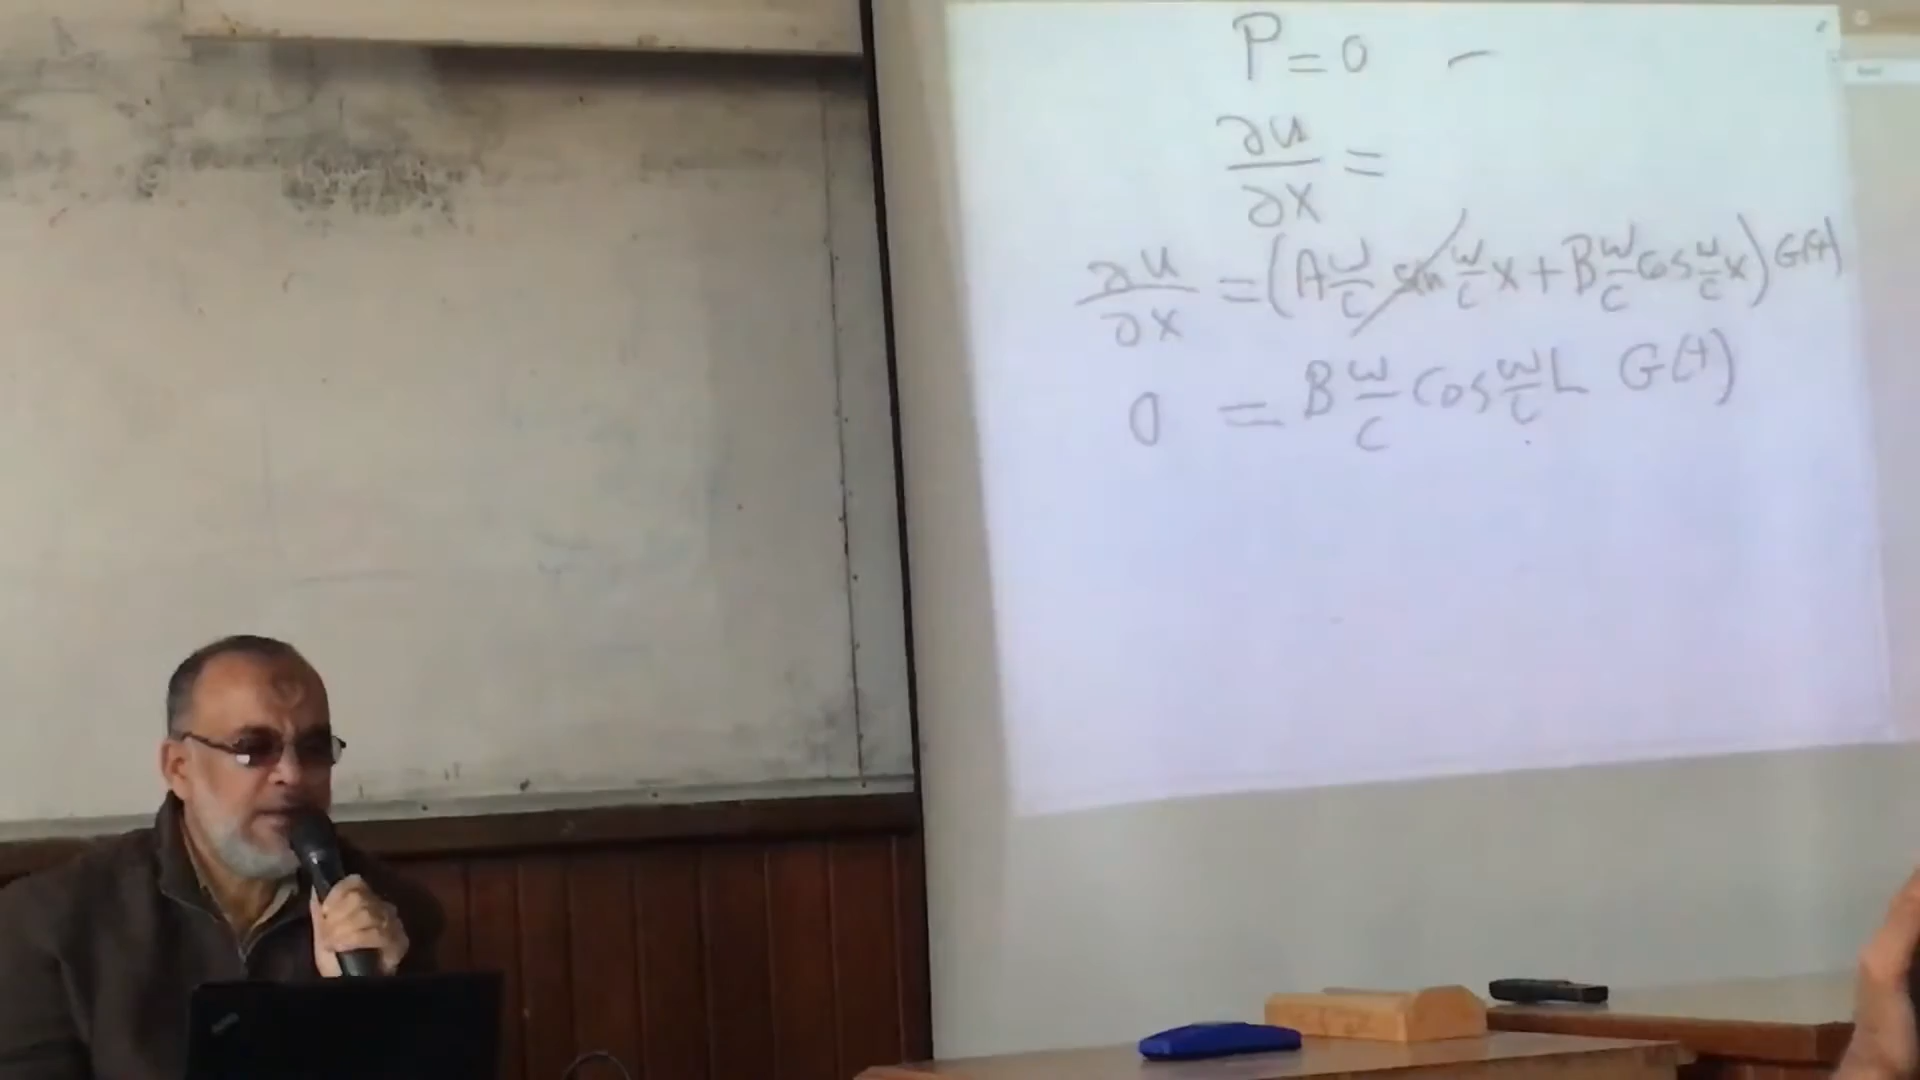 P = 0 –
∂u/∂x =
∂u/∂x = (A ω/c sin ω/c x + B ω/c cos ω/c x) G(t)
0 = B ω/c Cos ω/c L G(t)